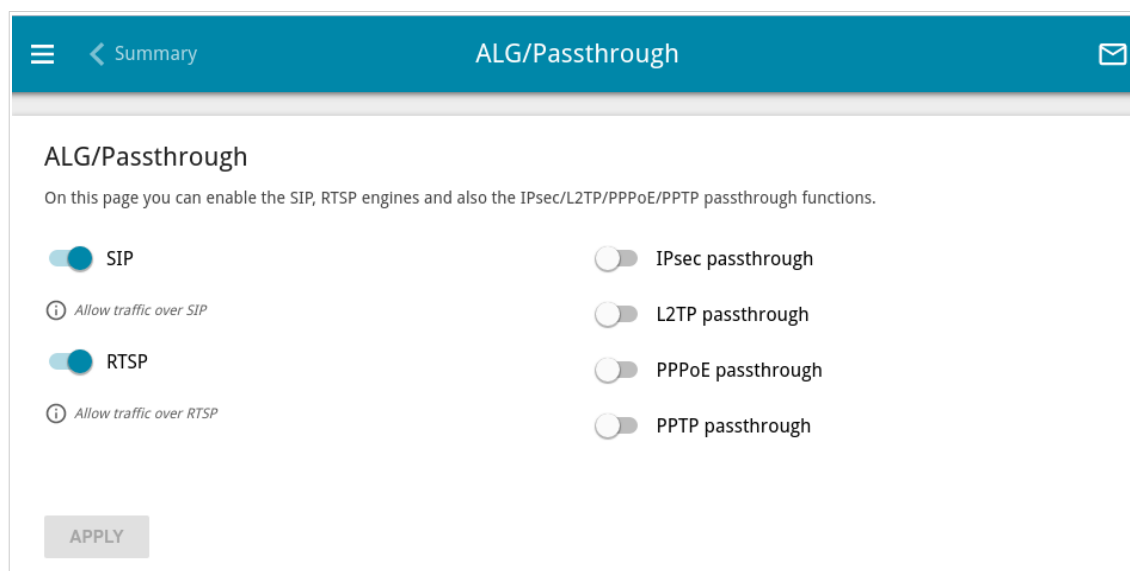 Summary
ALG/Passthrough
ALG/Passthrough
On this page you can enable the SIP, RTSP engines and also the IPsec/L2TP/PPPoE/PPTP passthrough functions.
SIP
Allow traffic over SIP
RTSP
Allow traffic over RTSP
IPsec passthrough
L2TP passthrough
PPPoE passthrough
PPTP passthrough
APPLY